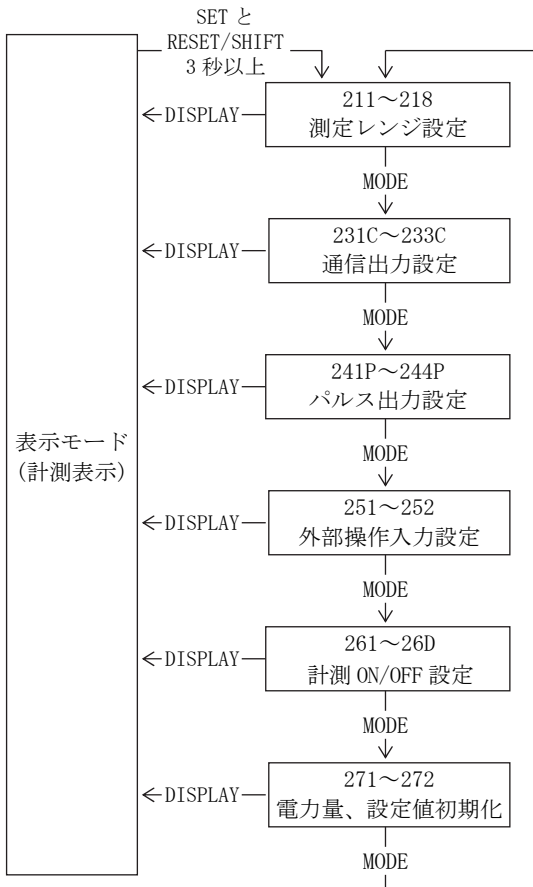 SET と
RESET/SHIFT
3 秒以上
211～218
測定レンジ設定
DISPLAY
MODE
231C～233C
通信出力設定
DISPLAY
MODE
241P～244P
パルス出力設定
DISPLAY
MODE
表示モード
(計測表示)
251～252
外部操作入力設定
DISPLAY
MODE
261～26D
計測 ON/OFF 設定
DISPLAY
MODE
271～272
電力量、設定値初期化
DISPLAY
MODE